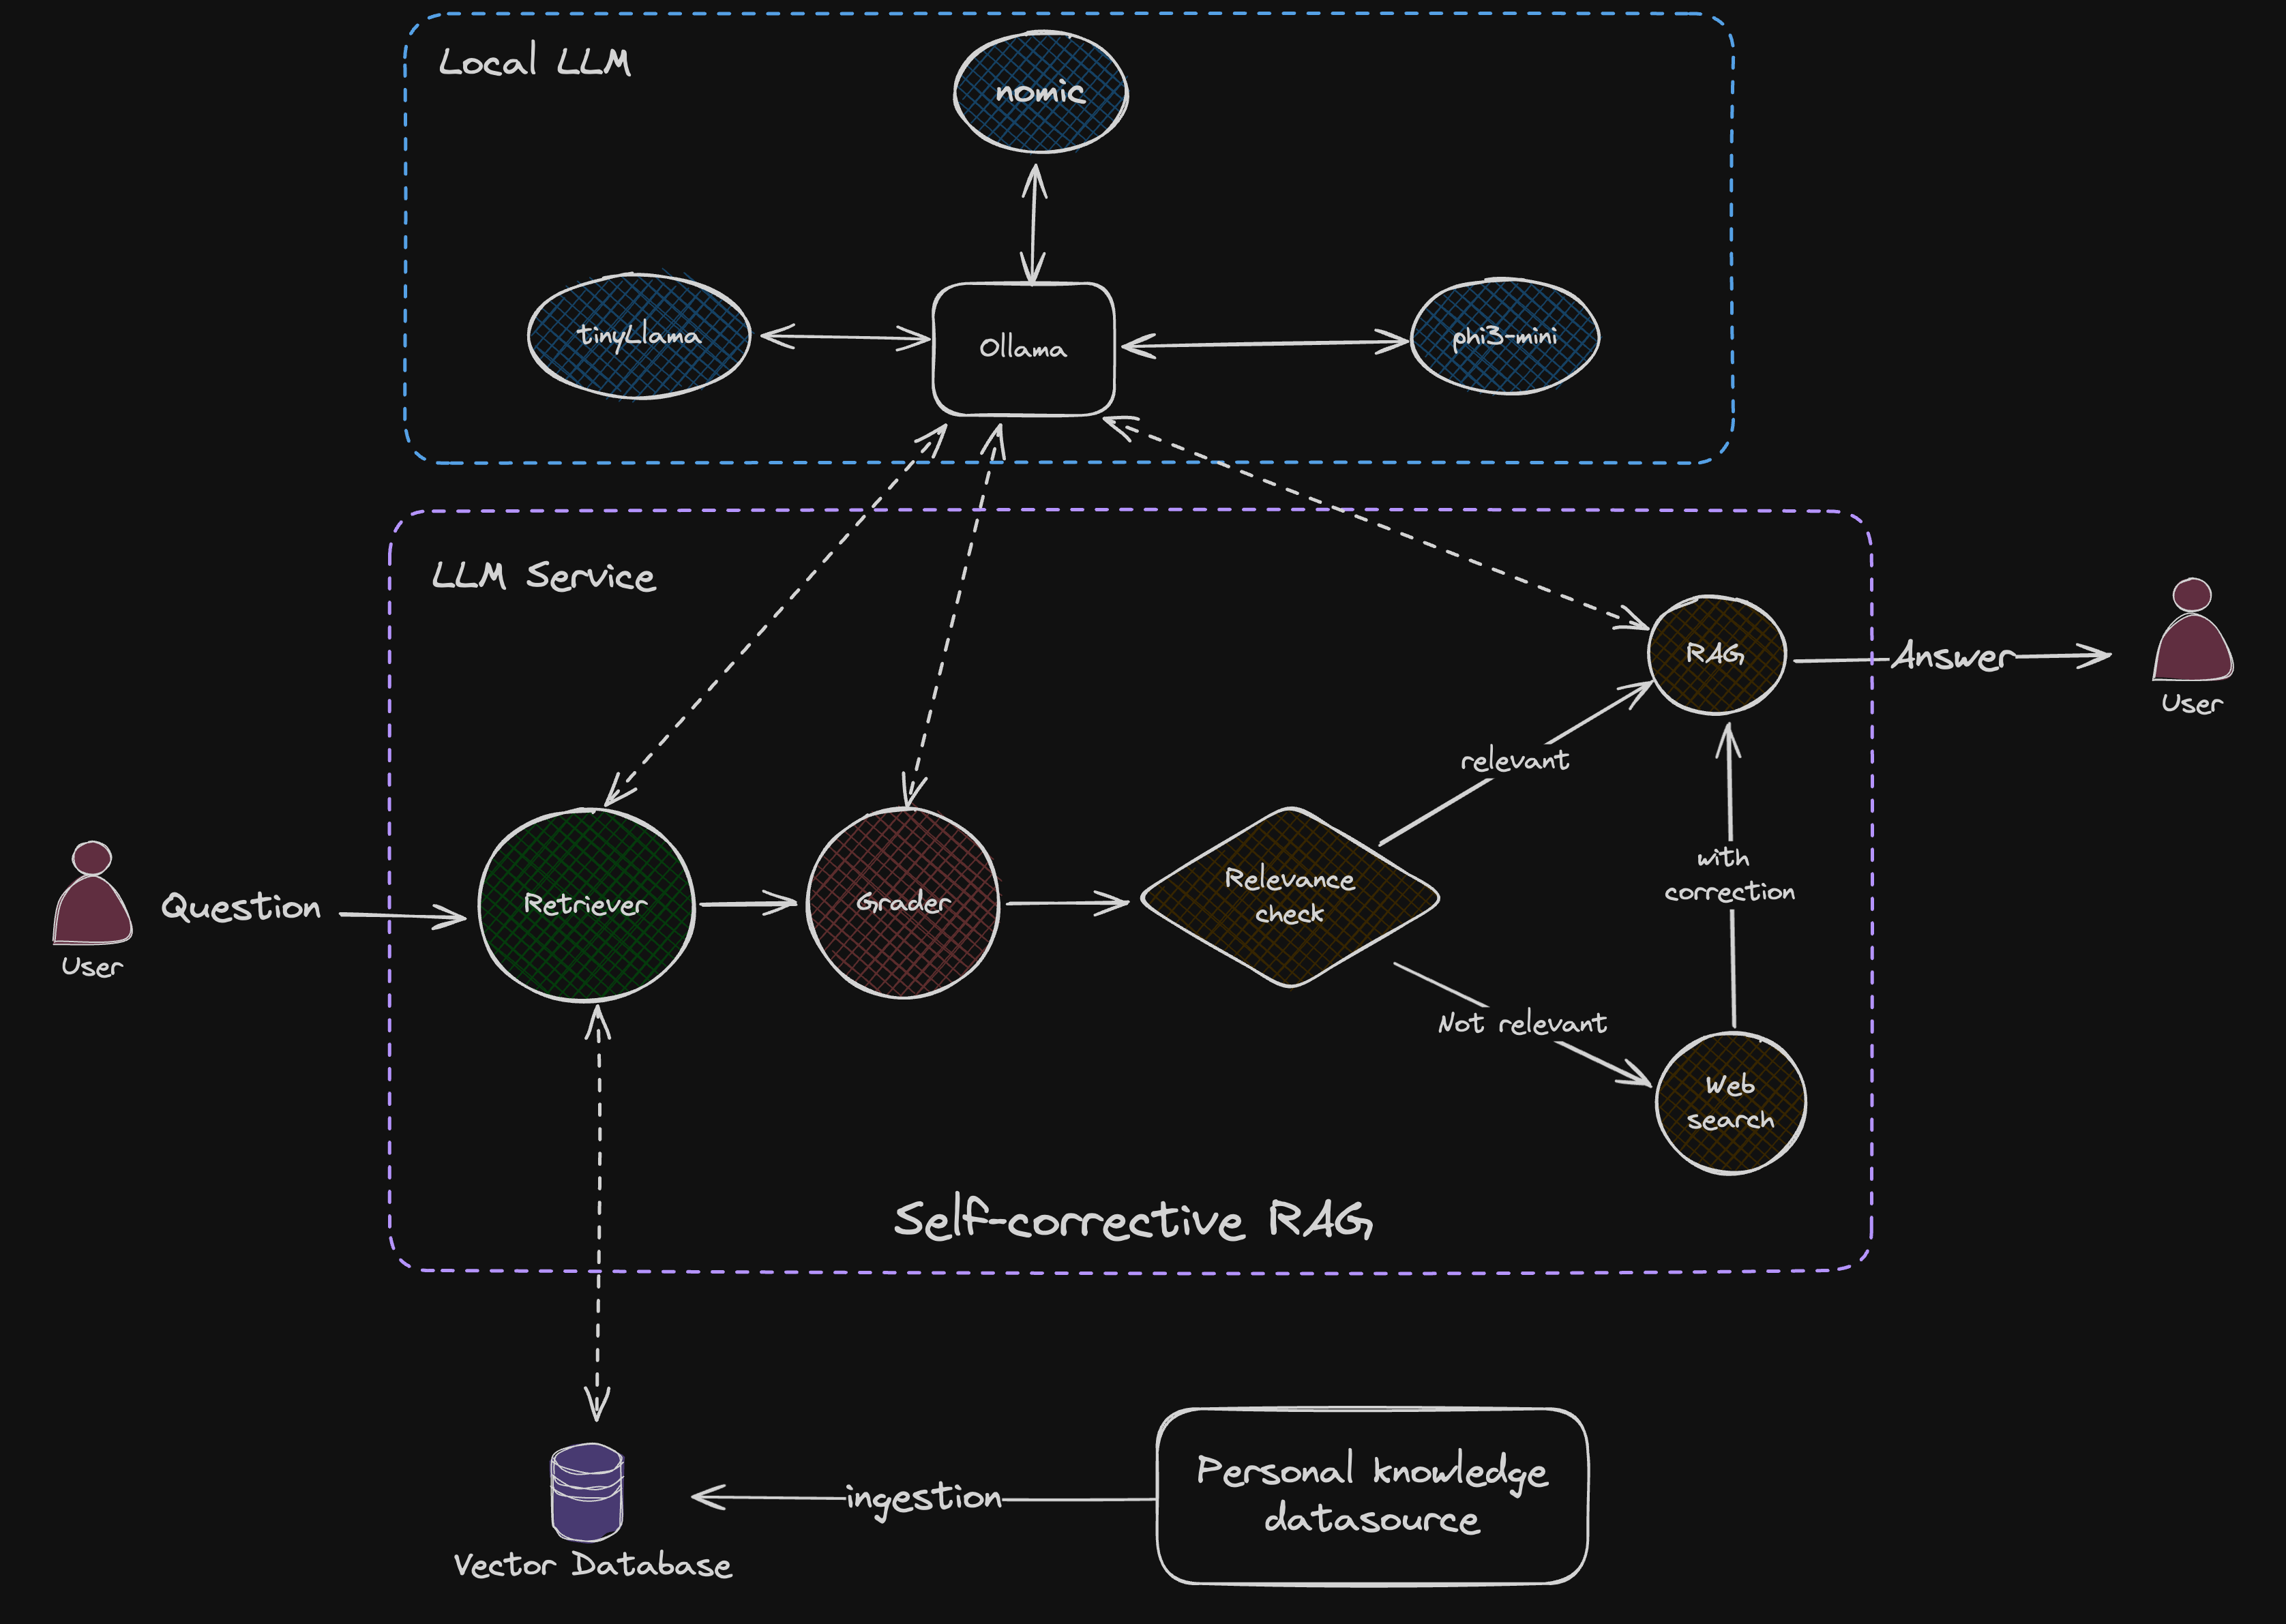 Local LLM
nomic
tinyLlama
Ollama
phi3-mini
LLM Service
RAG
Answer
User
relevant
with
correction
Relevance
check
Retriever
Grader
Question
User
Not relevant
Web
search
Self-corrective RAG
Personal knowledge
datasource
ingestion
Vector Database